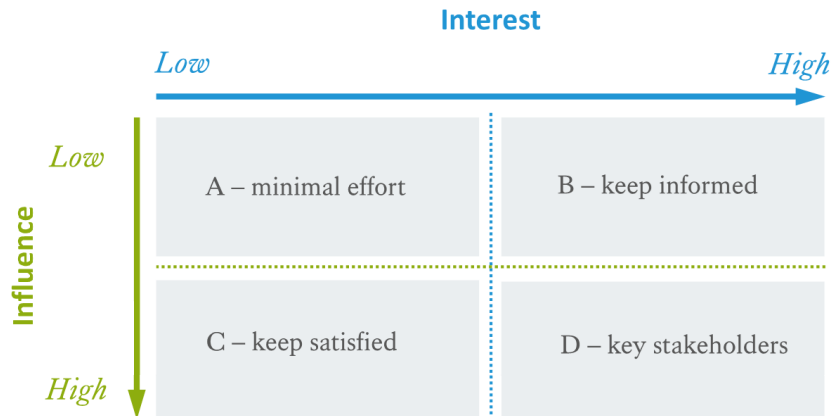 Interest
Low
High
Low
A – minimal effort
B – keep informed
Influence
C – keep satisfied
D – key stakeholders
High